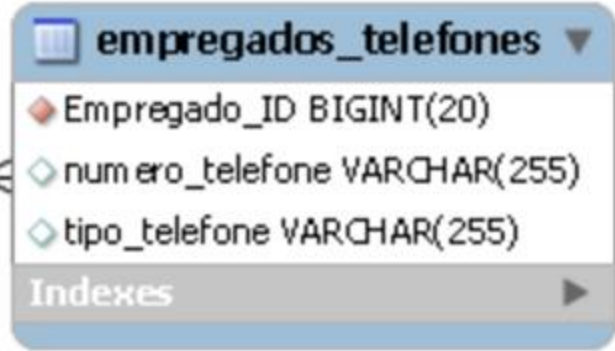 empregados_telefones
Empregado_ID BIGINT(20)
numero_telefone VARCHAR(255)
tipo_telefone VARCHAR(255)
Indexes